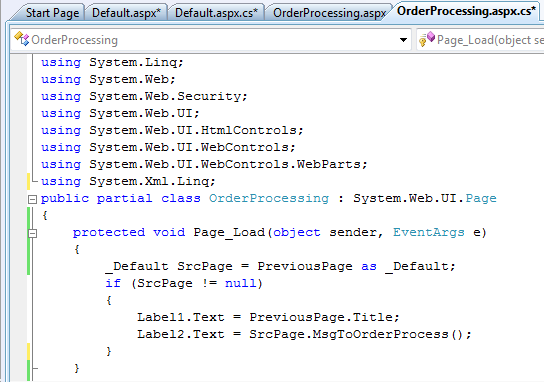 Start Page Default.aspx* Default.aspx.cs* OrderProcessing.aspx OrderProcessing.aspx.cs*
OrderProcessing Page_Load(object se
using System.Linq;
using System.Web;
using System.Web.Security;
using System.Web.UI;
using System.Web.UI.HtmlControls;
using System.Web.UI.WebControls;
using System.Web.UI.WebControls.WebParts;
using System.Xml.Linq;
public partial class OrderProcessing : System.Web.UI.Page
{
protected void Page_Load(object sender, EventArgs e)
{
_Default SrcPage = PreviousPage as _Default;
if (SrcPage != null)
{
Label1.Text = PreviousPage.Title;
Label2.Text = SrcPage.MsgToOrderProcess();
}
}